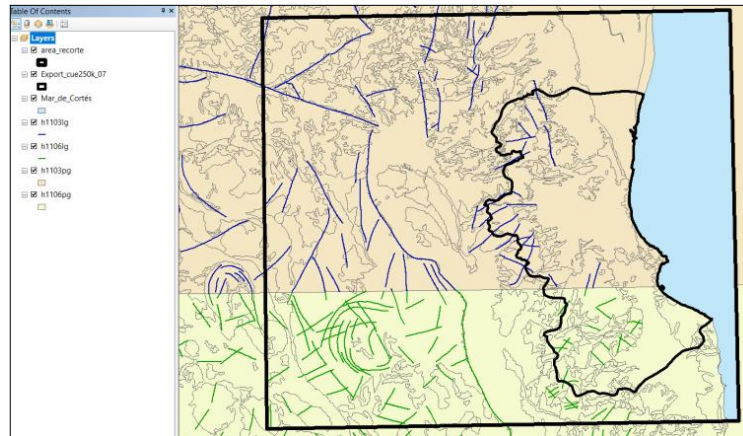 Table Of Contents
Layers
area_recorte
Export_cue250k_07
Mar_de_Cortés
h1103lg
h1106lg
h1103pg
h1106pg